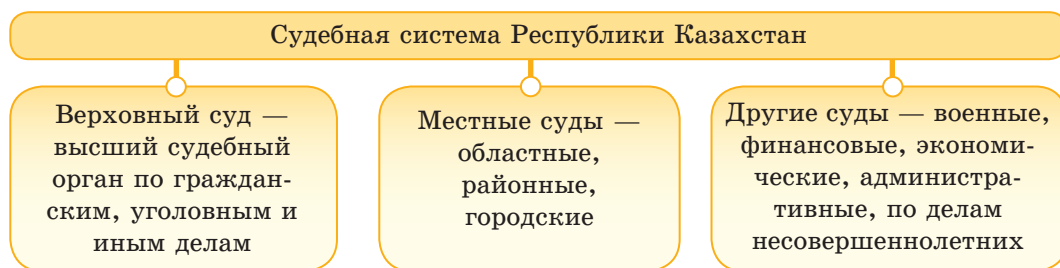 Судебная система Республики Казахстан
Верховный суд —
высший судебный
орган по граждан-
ским, уголовным и
иным делам
Местные суды —
областные,
районные,
городские
Другие суды — военные,
финансовые, экономи-
ческие, администра-
тивные, по делам
несовершеннолетних